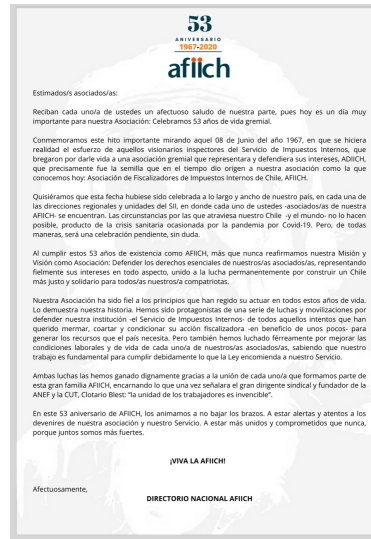 53
ANIVERSARIO
1967-2020
afiich
Estimados/s asociados/as:
Reciban cada uno/a de ustedes un afectuoso saludo de nuestra parte, pues hoy es un día muy
importante para nuestra Asociación: Celebramos 53 años de vida gremial.
Conmemoramos este hito importante mirando aquel 08 de Junio del año 1967, en que se hiciera
realidad el esfuerzo de aquellos visionarios inspectores del Servicio de Impuestos Internos, que
bregaron por darle vida a una asociación gremial que representara y defendiera sus intereses, ADIICH,
que precisamente fue la semilla que en el tiempo dio origen a nuestra asociación como la que
conocemos hoy: Asociación de Fiscalizadores de Impuestos Internos de Chile, AFIICH.
Quisiéramos que esta fecha hubiese sido celebrada a lo largo y ancho de nuestro país, en cada una de
las direcciones regionales y unidades del SII, en donde cada uno de ustedes -asociados/as de nuestra
AFIICH- se encuentran. Las circunstancias por las que atraviesa nuestro Chile -y el mundo- no lo hacen
posible, producto de la crisis sanitaria ocasionada por la pandemia por Covid-19. Pero, de todas
maneras, será una celebración pendiente, sin duda.
Al cumplir estos 53 años de existencia como AFIICH, más que nunca reafirmamos nuestra Misión y
Visión como Asociación: Defender los derechos esenciales de nuestros/as asociados/as, representando
fielmente sus intereses en todo aspecto, unido a la lucha permanentemente por construir un Chile
más justo y solidario para todos/as nuestros/a compatriotas.
Nuestra Asociación ha sido fiel a los principios que han regido su actuar en todos estos años de vida.
Lo demuestra nuestra historia. Hemos sido protagonistas de una serie de luchas y movilizaciones por
defender nuestra institución -el Servicio de Impuestos Internos- de todos aquellos intentos que han
querido mermar, coartar y condicionar su acción fiscalizadora -en beneficio de unos pocos- para
generar los recursos que el país necesita. Pero también hemos luchado férreamente por mejorar las
condiciones laborales y de vida de cada uno/a de nuestros/as asociados/as, sabiendo que nuestro
trabajo es fundamental para cumplir debidamente lo que la Ley encomienda a nuestro Servicio.
Ambas luchas las hemos ganado dignamente gracias a la unión de cada uno/a que formamos parte de
esta gran familia AFIICH, encarnando lo que una vez señalara el gran dirigente sindical y fundador de la
ANEF y la CUT, Clotario Blest: “la unidad de los trabajadores es invencible”.
En este 53 aniversario de AFIICH, los animamos a no bajar los brazos. A estar alertas y atentos a los
devenires de nuestra asociación y nuestro Servicio. A estar más unidos y comprometidos que nunca,
porque juntos somos más fuertes.
¡VIVA LA AFIICH!
Afectuosamente,
DIRECTORIO NACIONAL AFIICH